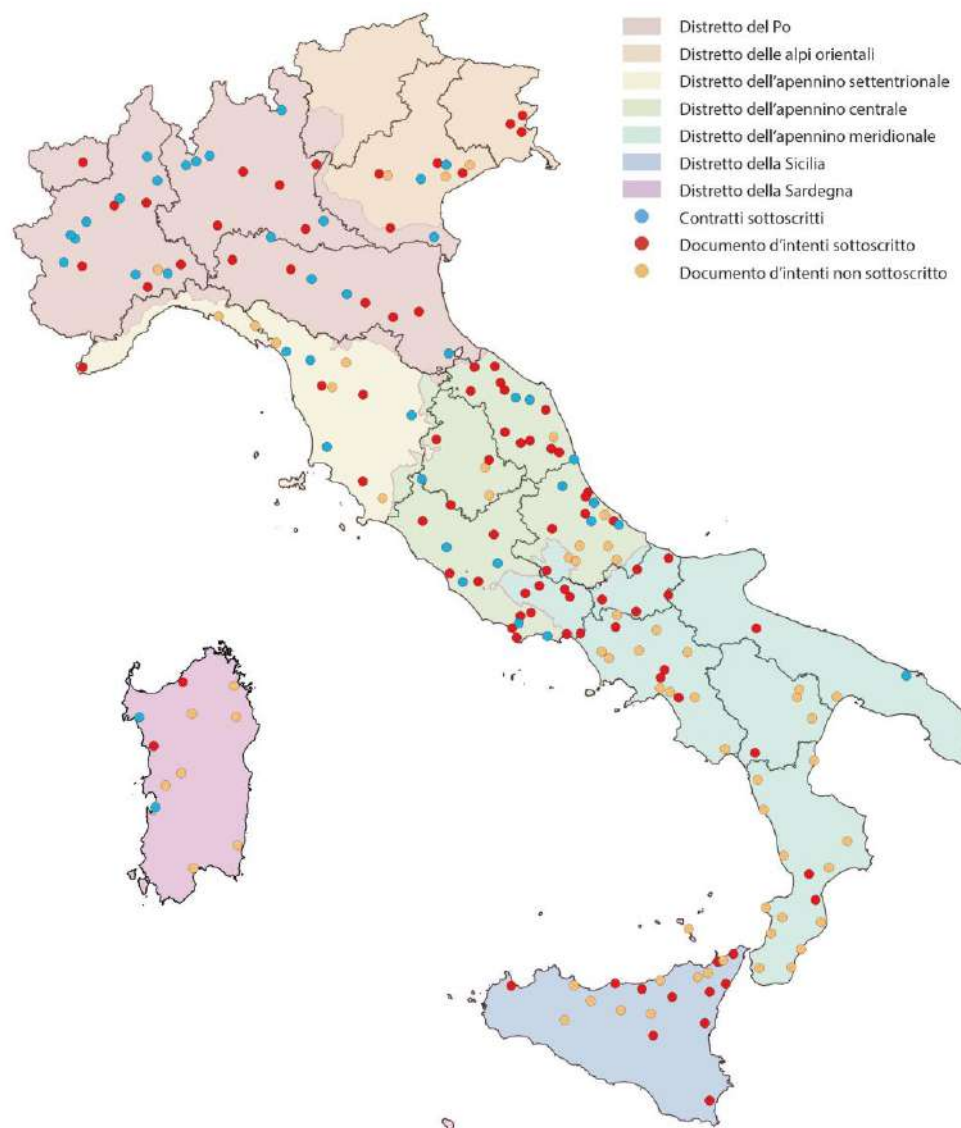 Distretto del Po
Distretto delle alpi orientali
Distretto dell'apennino settentrionale
Distretto dell'apennino centrale
Distretto dell'apennino meridionale
Distretto della Sicilia
Distretto della Sardegna
Contratti sottoscritti
Documento d'intenti sottoscritto
Documento d'intenti non sottoscritto